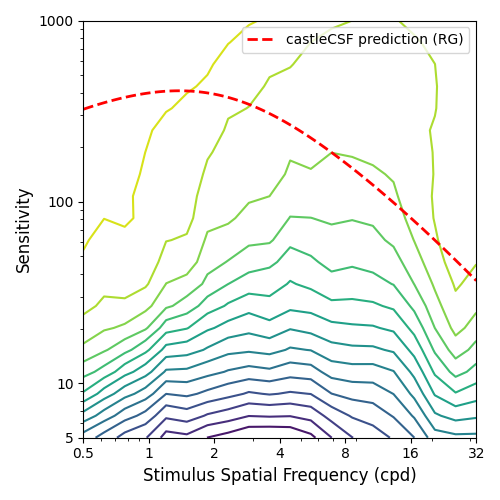 1000
castleCSF prediction (RG)
100
Sensitivity
10
5
0.5 1 2 4 8 16 32
Stimulus Spatial Frequency (cpd)